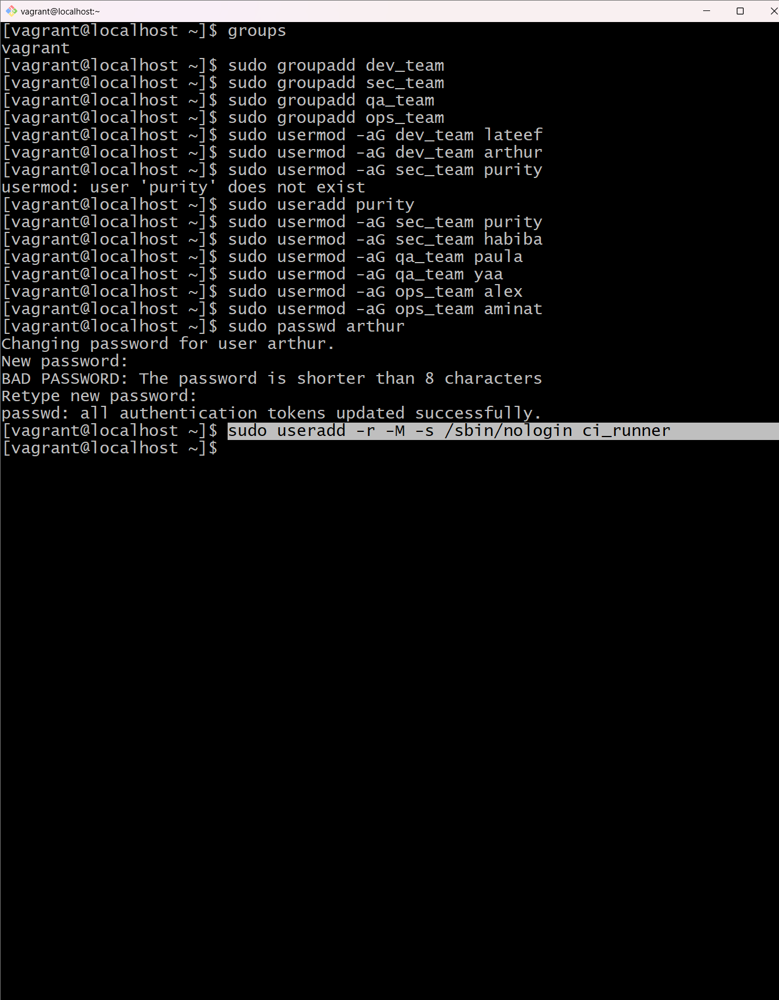 vagrant@localhost:~
[vagrant@localhost ~]$ groups
vagrant
[vagrant@localhost ~]$ sudo groupadd dev_team
[vagrant@localhost ~]$ sudo groupadd sec_team
[vagrant@localhost ~]$ sudo groupadd qa_team
[vagrant@localhost ~]$ sudo groupadd ops_team
[vagrant@localhost ~]$ sudo usermod -aG dev_team lateef
[vagrant@localhost ~]$ sudo usermod -aG dev_team arthur
[vagrant@localhost ~]$ sudo usermod -aG sec_team purity
usermod: user 'purity' does not exist
[vagrant@localhost ~]$ sudo useradd purity
[vagrant@localhost ~]$ sudo usermod -aG sec_team purity
[vagrant@localhost ~]$ sudo usermod -aG sec_team habiba
[vagrant@localhost ~]$ sudo usermod -aG qa_team paula
[vagrant@localhost ~]$ sudo usermod -aG qa_team yaa
[vagrant@localhost ~]$ sudo usermod -aG ops_team alex
[vagrant@localhost ~]$ sudo usermod -aG ops_team aminat
[vagrant@localhost ~]$ sudo passwd arthur
Changing password for user arthur.
New password:
BAD PASSWORD: The password is shorter than 8 characters
Retype new password:
passwd: all authentication tokens updated successfully.
[vagrant@localhost ~]$ sudo useradd -r -M -s /sbin/nologin ci_runner
[vagrant@localhost ~]$